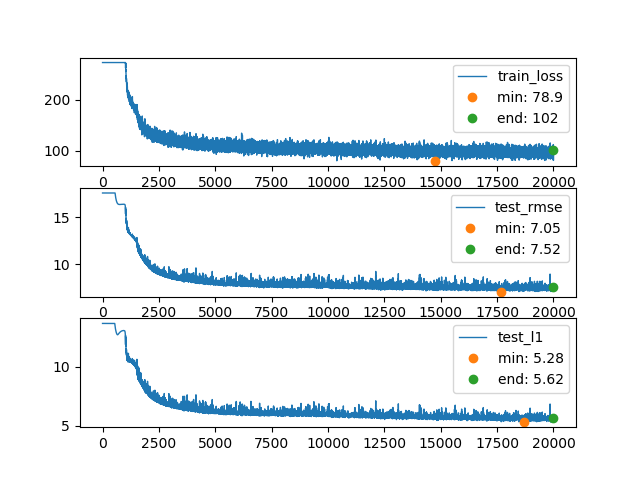 200
100
train_loss
min: 78.9
end: 102
0 2500 5000 7500 10000 12500 15000 17500 20000
15
10
test_rmse
min: 7.05
end: 7.52
0 2500 5000 7500 10000 12500 15000 17500 20000
10
5
test_l1
min: 5.28
end: 5.62
0 2500 5000 7500 10000 12500 15000 17500 20000